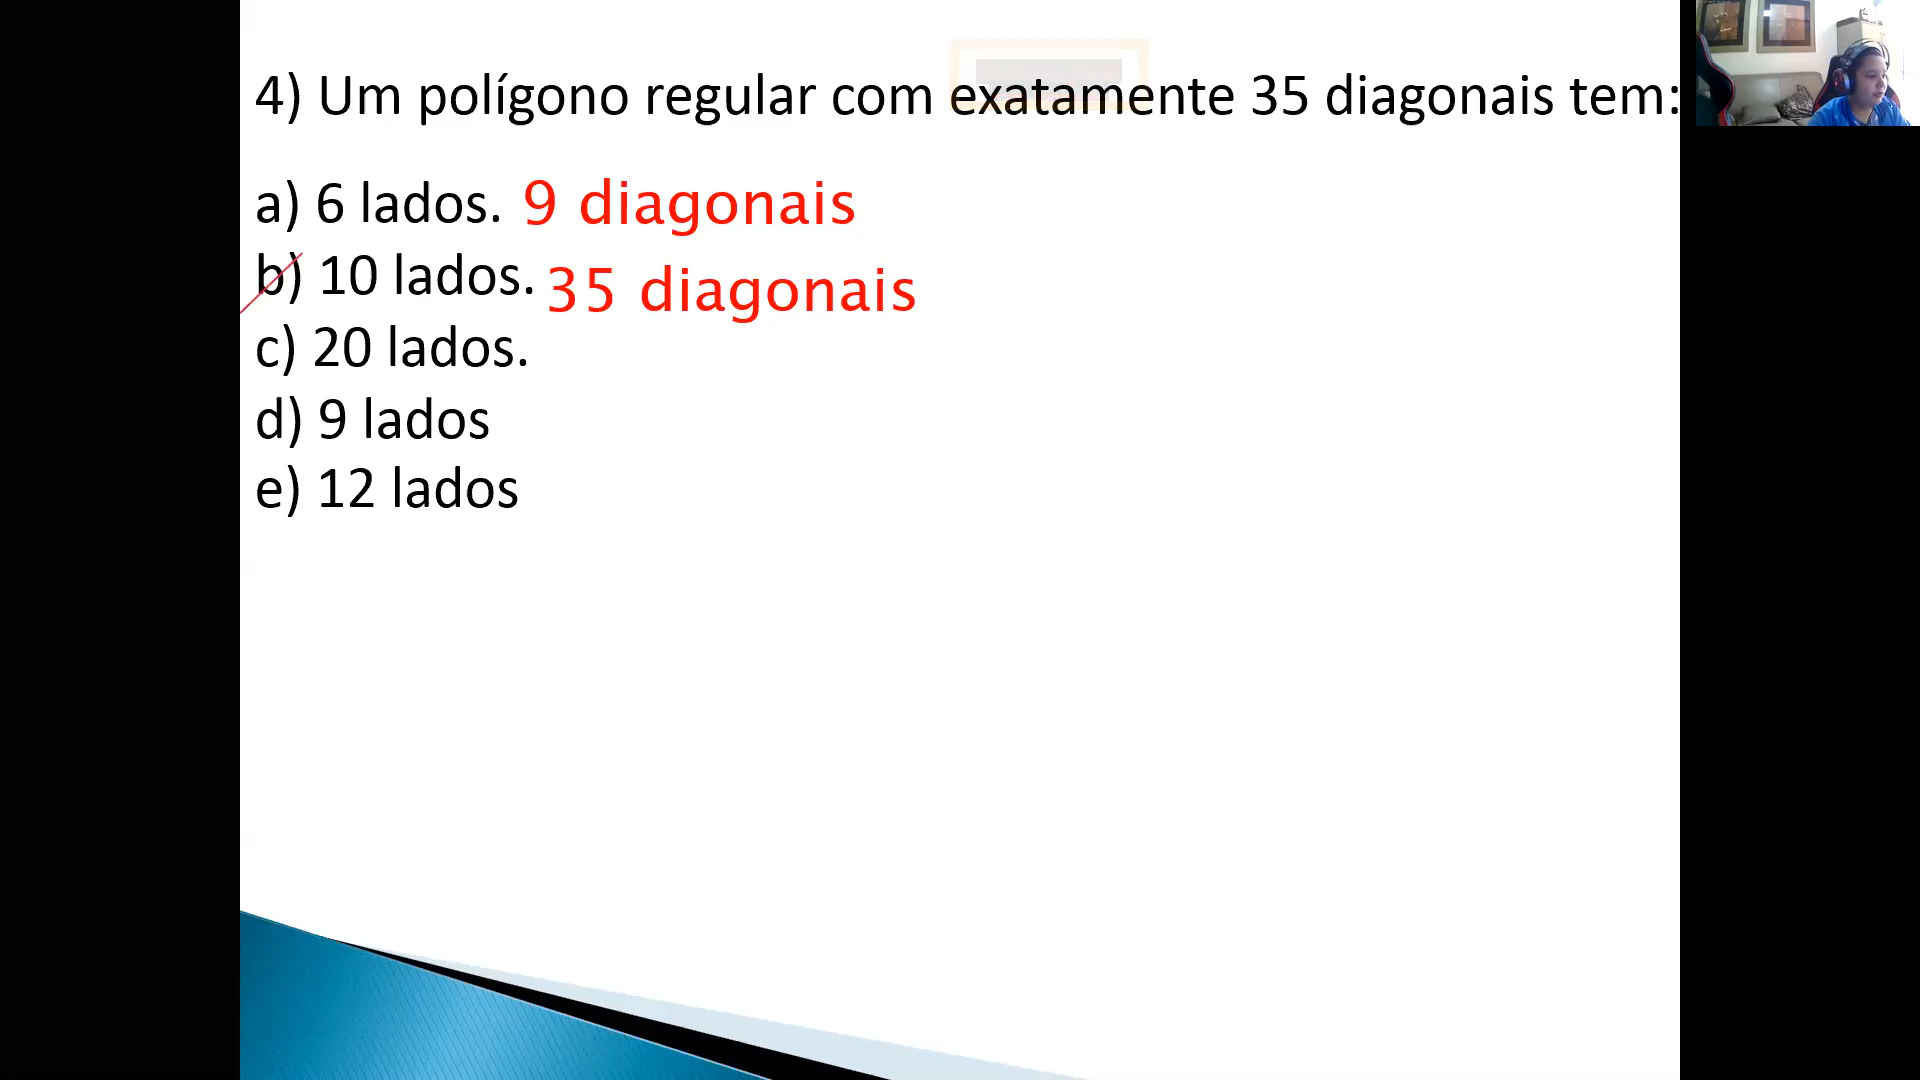 4) Um polígono regular com exatamente 35 diagonais tem:
a) 6 lados. 9 diagonais
b) 10 lados. 35 diagonais
c) 20 lados.
d) 9 lados
e) 12 lados